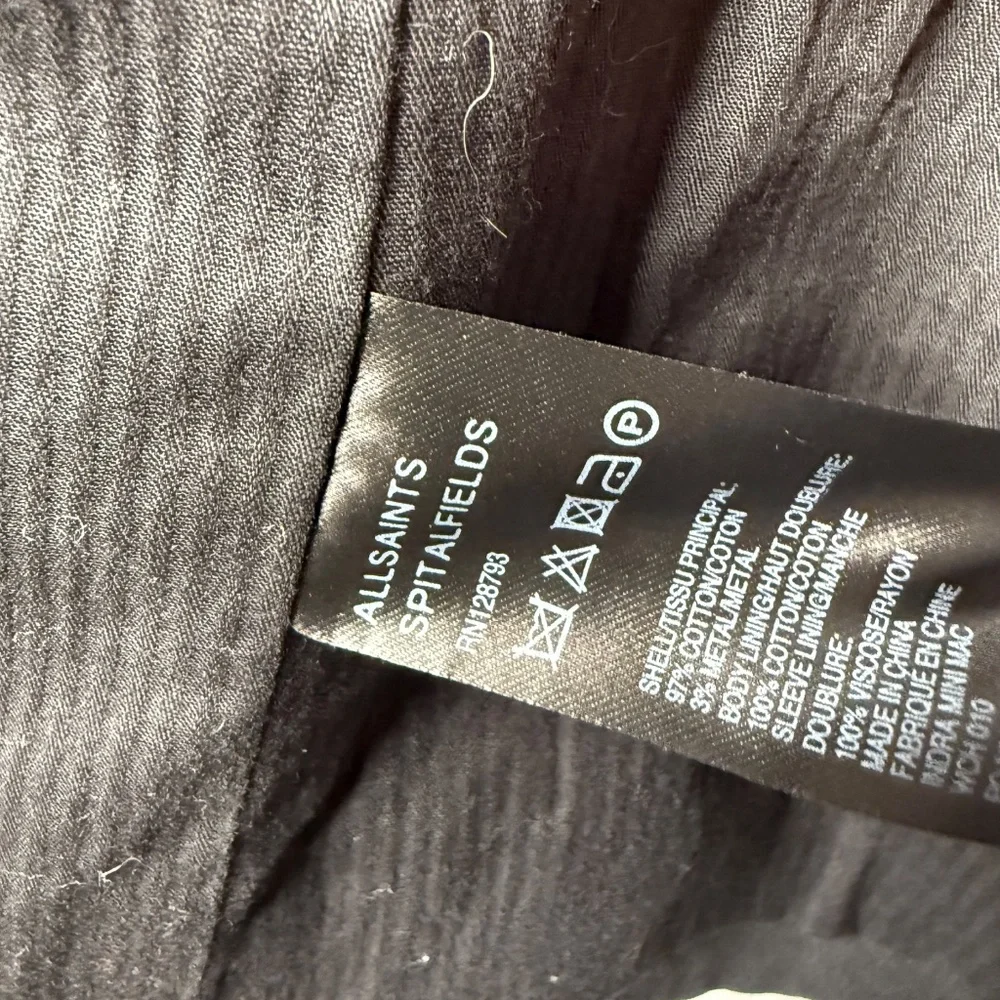 ALLSAINTS
SPITALFIELDS
RN128793
P
SHELL/TISSU PRINCIPAL:
97% COTTON/COTON
3% METAL/METAL
BODY LINING/HAUT DOUBLURE:
100% COTTON/COTON
SLEEVE LINING/MANCHE
DOUBLURE:
100% VISCOSE/RAYON
MADE IN CHINA
FABRIQUE EN CHINE
INDRA MINI MAC